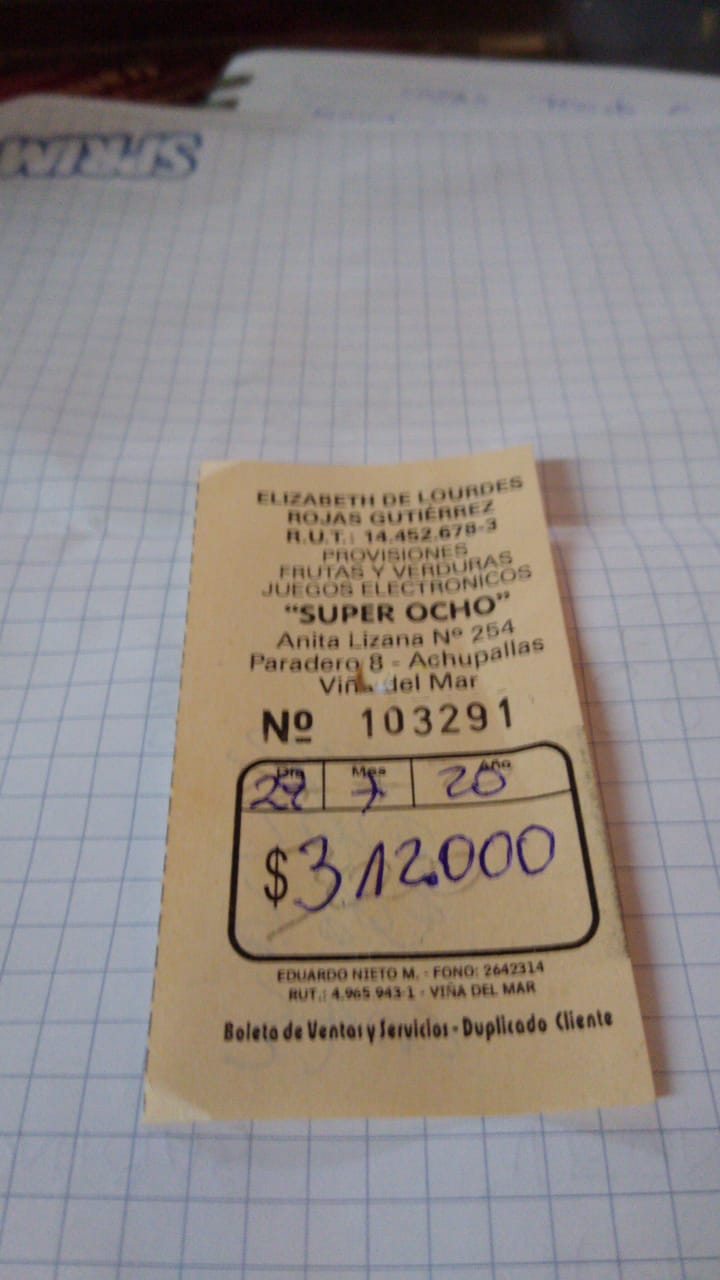 SPRIM
ELIZABETH DE LOURDES
ROJAS GUTIÉRREZ
R.U.T.: 14.452.678-3
PROVISIONES
FRUTAS Y VERDURAS
JUEGOS ELECTRONICOS
"SUPER OCHO"
Anita Lizana Nº 254
Paradero 8 - Achupallas
Viña del Mar
Nº 103291
Día Mes Año
7 20
$312.000
EDUARDO NIETO M. - FONO: 2642314
RUT.: 4.965.943-1 - VIÑA DEL MAR
Boleta de Ventas y Servicios - Duplicado Cliente